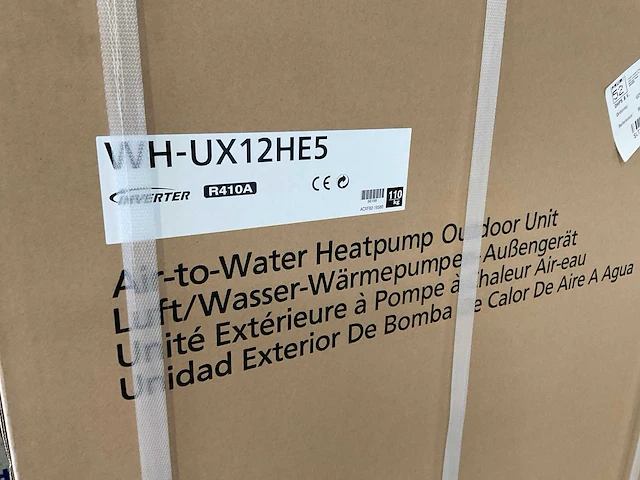 WH-UX12HE5
INVERTER R410A CE 110 kg
Air-to-Water Heatpump Outdoor Unit
Luft/Wasser-Wärmepumpen-Außengerät
Unité Extérieure à Pompe à Chaleur Air-eau
Unidad Exterior De Bomba De Calor De Aire A Agua